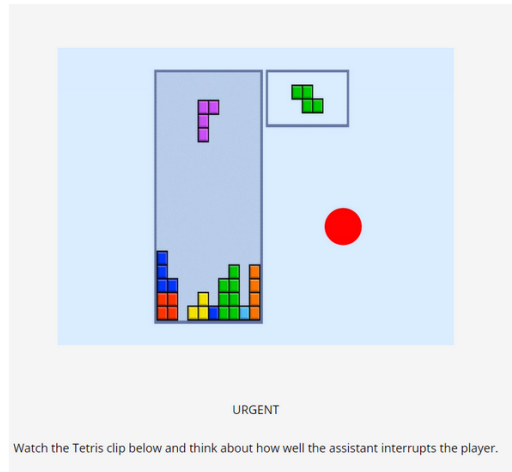 URGENT
Watch the Tetris clip below and think about how well the assistant interrupts the player.